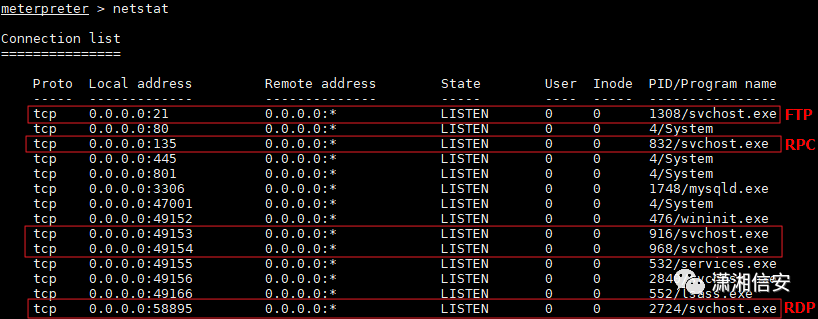 meterpreter > netstat
Connection list
===============
Proto Local address Remote address State User Inode PID/Program name
----- ------------- -------------- ----- ---- ----- ----------------
tcp 0.0.0.0:21 0.0.0.0:* LISTEN 0 0 1308/svchost.exe FTP
tcp 0.0.0.0:80 0.0.0.0:* LISTEN 0 0 4/System
tcp 0.0.0.0:135 0.0.0.0:* LISTEN 0 0 832/svchost.exe RPC
tcp 0.0.0.0:445 0.0.0.0:* LISTEN 0 0 4/System
tcp 0.0.0.0:801 0.0.0.0:* LISTEN 0 0 4/System
tcp 0.0.0.0:3306 0.0.0.0:* LISTEN 0 0 1748/mysqld.exe
tcp 0.0.0.0:47001 0.0.0.0:* LISTEN 0 0 4/System
tcp 0.0.0.0:49152 0.0.0.0:* LISTEN 0 0 476/wininit.exe
tcp 0.0.0.0:49153 0.0.0.0:* LISTEN 0 0 916/svchost.exe
tcp 0.0.0.0:49154 0.0.0.0:* LISTEN 0 0 968/svchost.exe
tcp 0.0.0.0:49155 0.0.0.0:* LISTEN 0 0 532/services.exe
tcp 0.0.0.0:49156 0.0.0.0:* LISTEN 0 0
潇湘信安
tcp 0.0.0.0:49166 0.0.0.0:* LISTEN 0 0 552/lsass.exe
tcp 0.0.0.0:58895 0.0.0.0:* LISTEN 0 0 2724/svchost.exe RDP